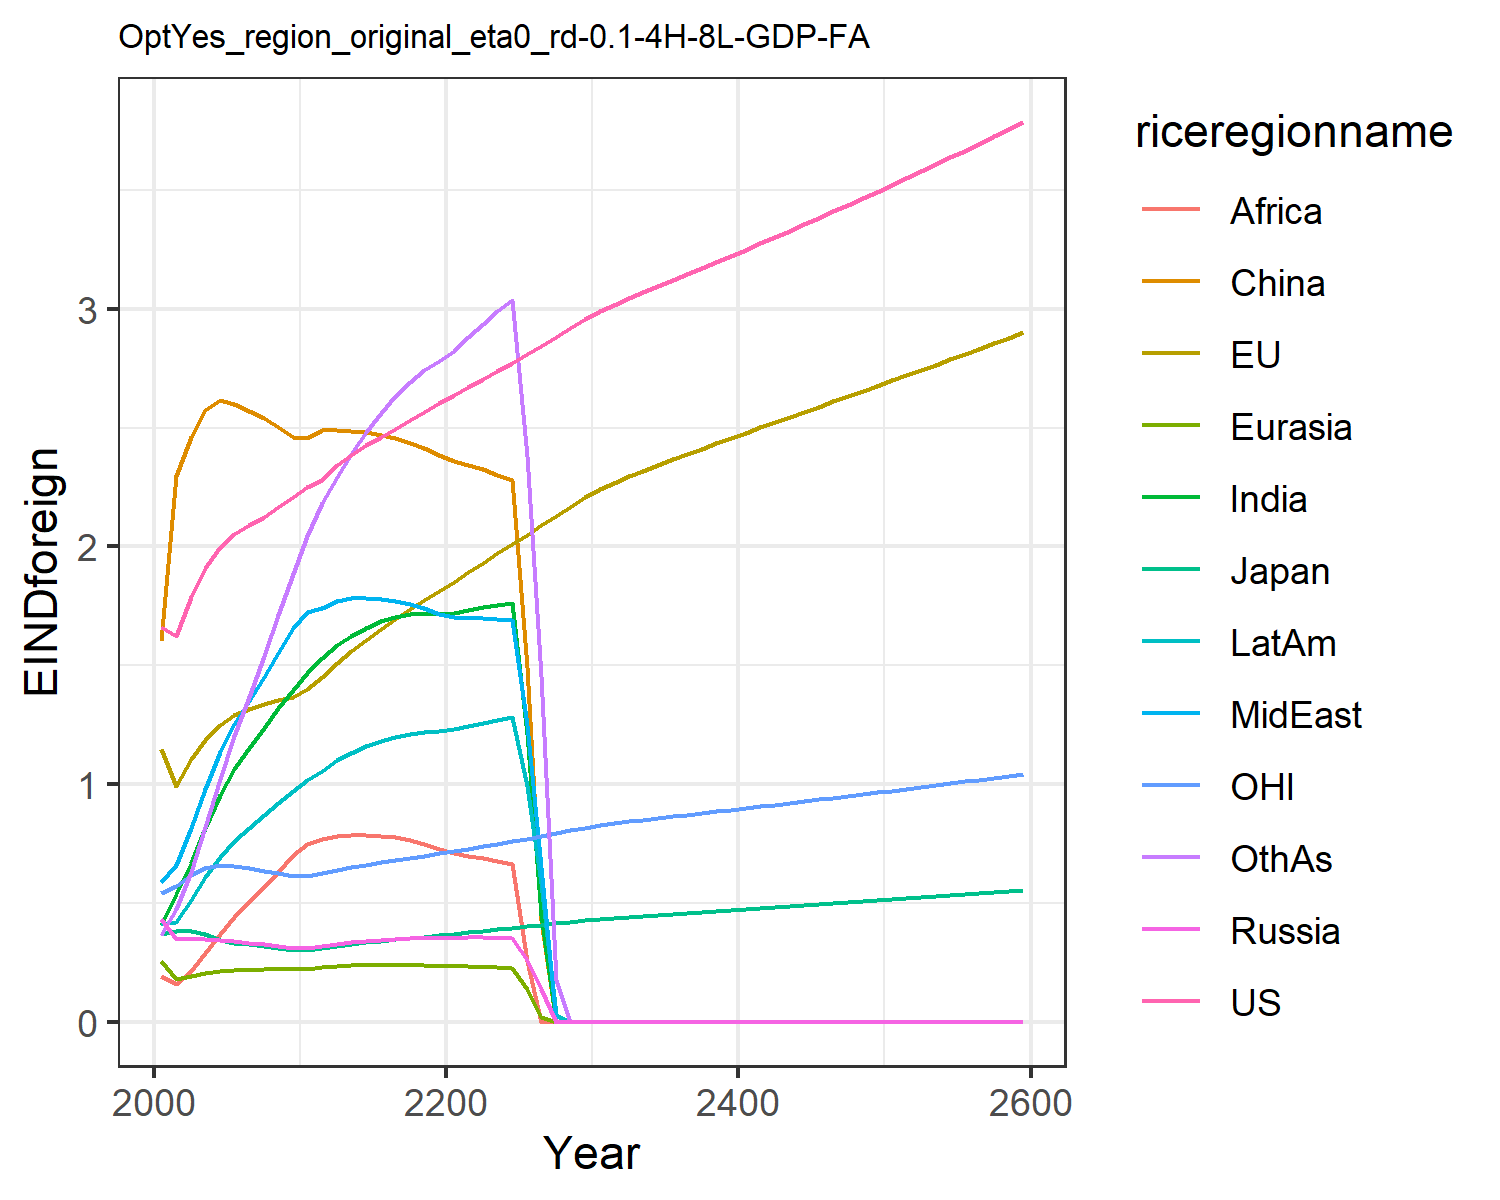 OptYes_region_original_eta0_rd-0.1-4H-8L-GDP-FA
EINDforeign
3
2
1
0
2000
2200
2400
2600
Year
riceregionname
Africa
China
EU
Eurasia
India
Japan
LatAm
MidEast
OHI
OthAs
Russia
US